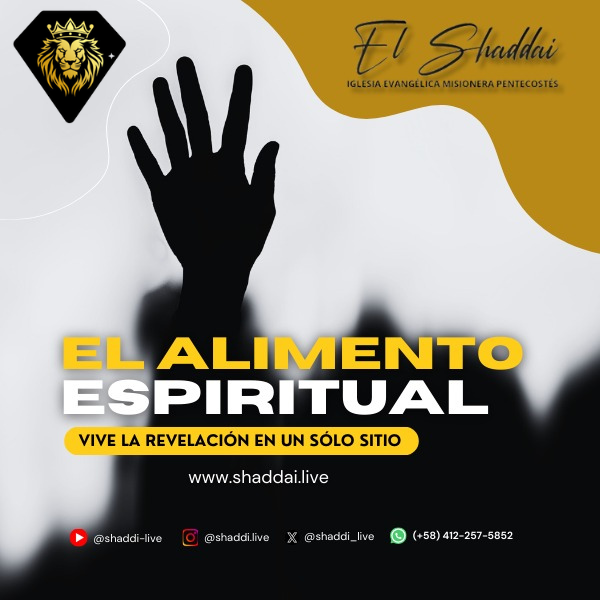 El Shaddai
IGLESIA EVANGÉLICA MISIONERA PENTECOSTÉS
EL ALIMENTO
ESPIRITUAL
VIVE LA REVELACIÓN EN UN SÓLO SITIO
www.shaddai.live
@shaddi-live @shaddi.live @shaddi_live (+58) 412-257-5852